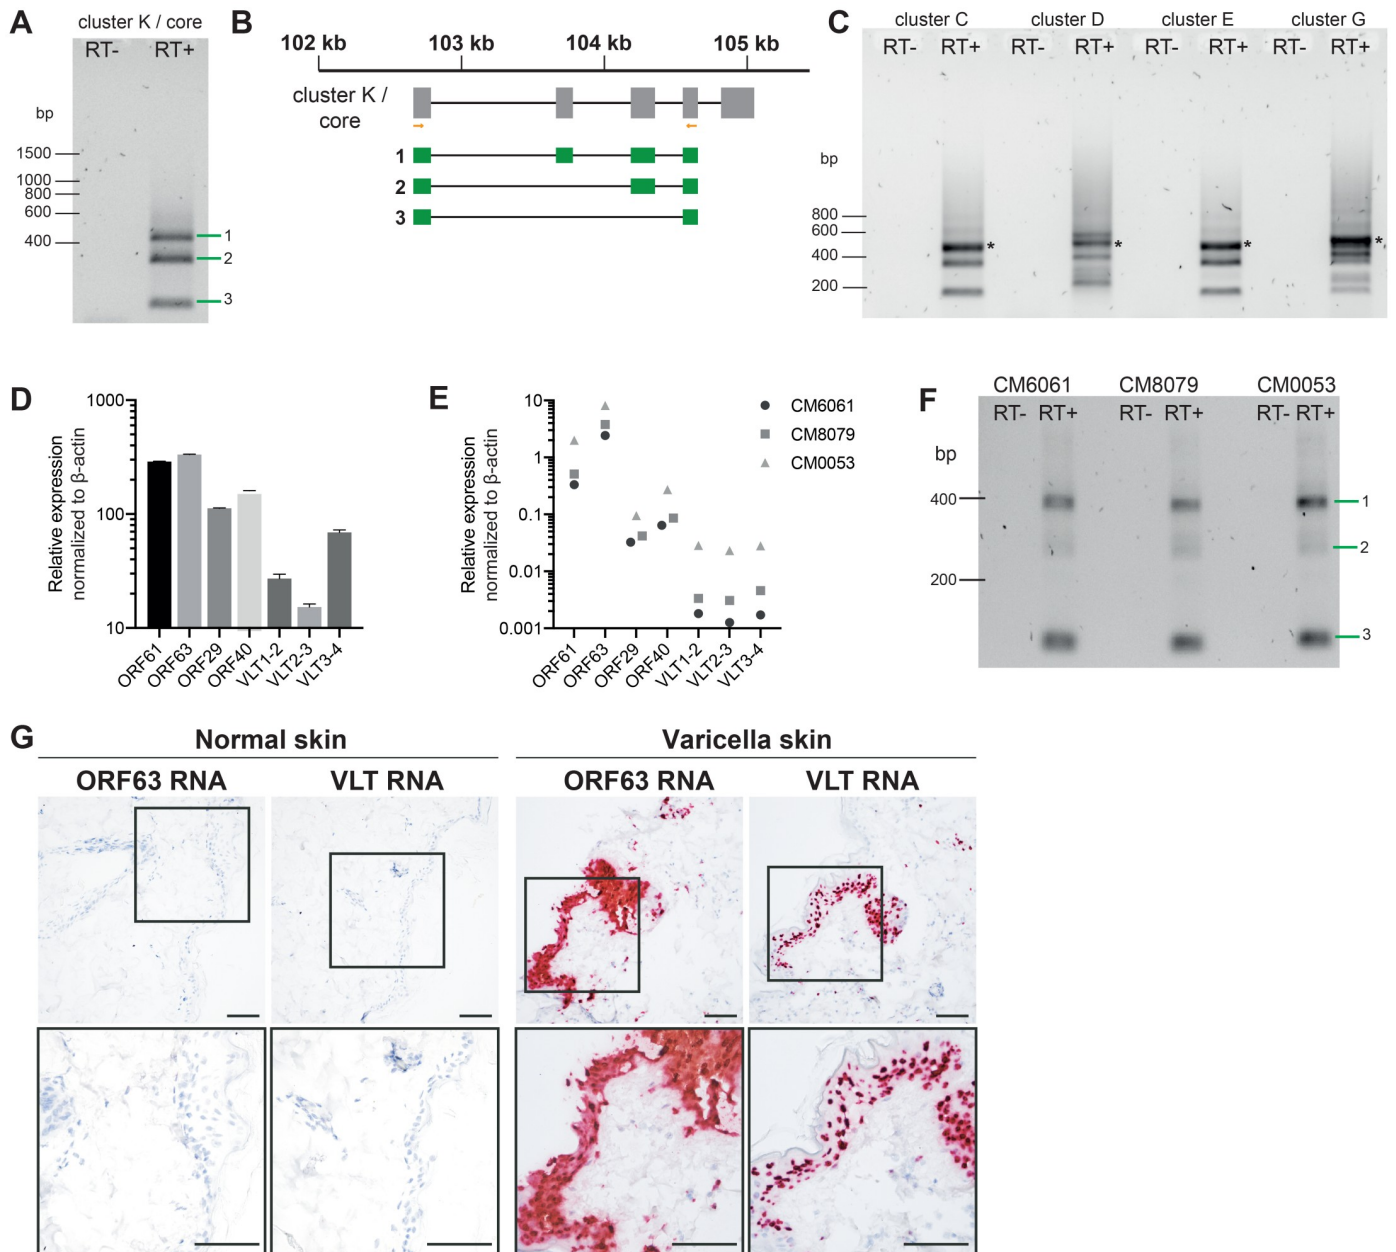 A
cluster K / core
RT- RT+
bp
1500
1000
800
600
400
1
2
3
B
102 kb 103 kb 104 kb 105 kb
cluster K /
core
1
2
3
C
cluster C cluster D cluster E cluster G
RT- RT+ RT- RT+ RT- RT+ RT- RT+
bp
800
600
400
200
* * * *
D
Relative expression
normalized to β-actin
1000
100
10
ORF61 ORF63 ORF29 ORF40 VLT1-2 VLT2-3 VLT3-4
E
Relative expression
normalized to β-actin
10
1
0.1
0.01
0.001
ORF61 ORF63 ORF29 ORF40 VLT1-2 VLT2-3 VLT3-4
CM6061
CM8079
CM0053
F
CM6061 CM8079 CM0053
RT- RT+ RT- RT+ RT- RT+
bp
400
200
1
2
3
G
Normal skin Varicella skin
ORF63 RNA VLT RNA ORF63 RNA VLT RNA